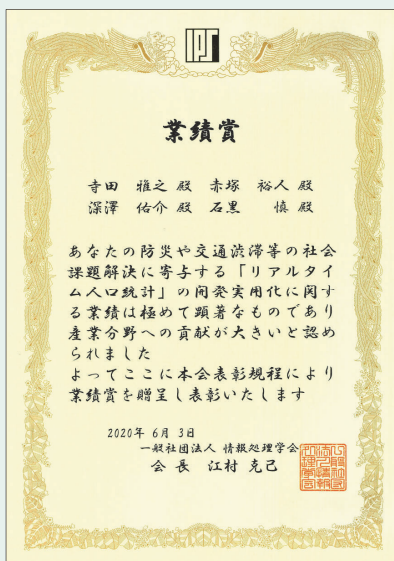 IPSJ
業績賞
寺田 雅之 殿 赤塚 裕人 殿
深澤 佑介 殿 石黒 慎 殿
あなたの防災や交通渋滞等の社会
課題解決に寄与する「リアルタイ
ム人口統計」の開発実用化に関す
る業績は極めて顕著なものであり
産業分野への貢献が大きいと認め
られました
よってここに本会表彰規程により
業績賞を贈呈し表彰いたします
2020年 6月 3日
一般社団法人 情報処理学会
会長 江村 克己